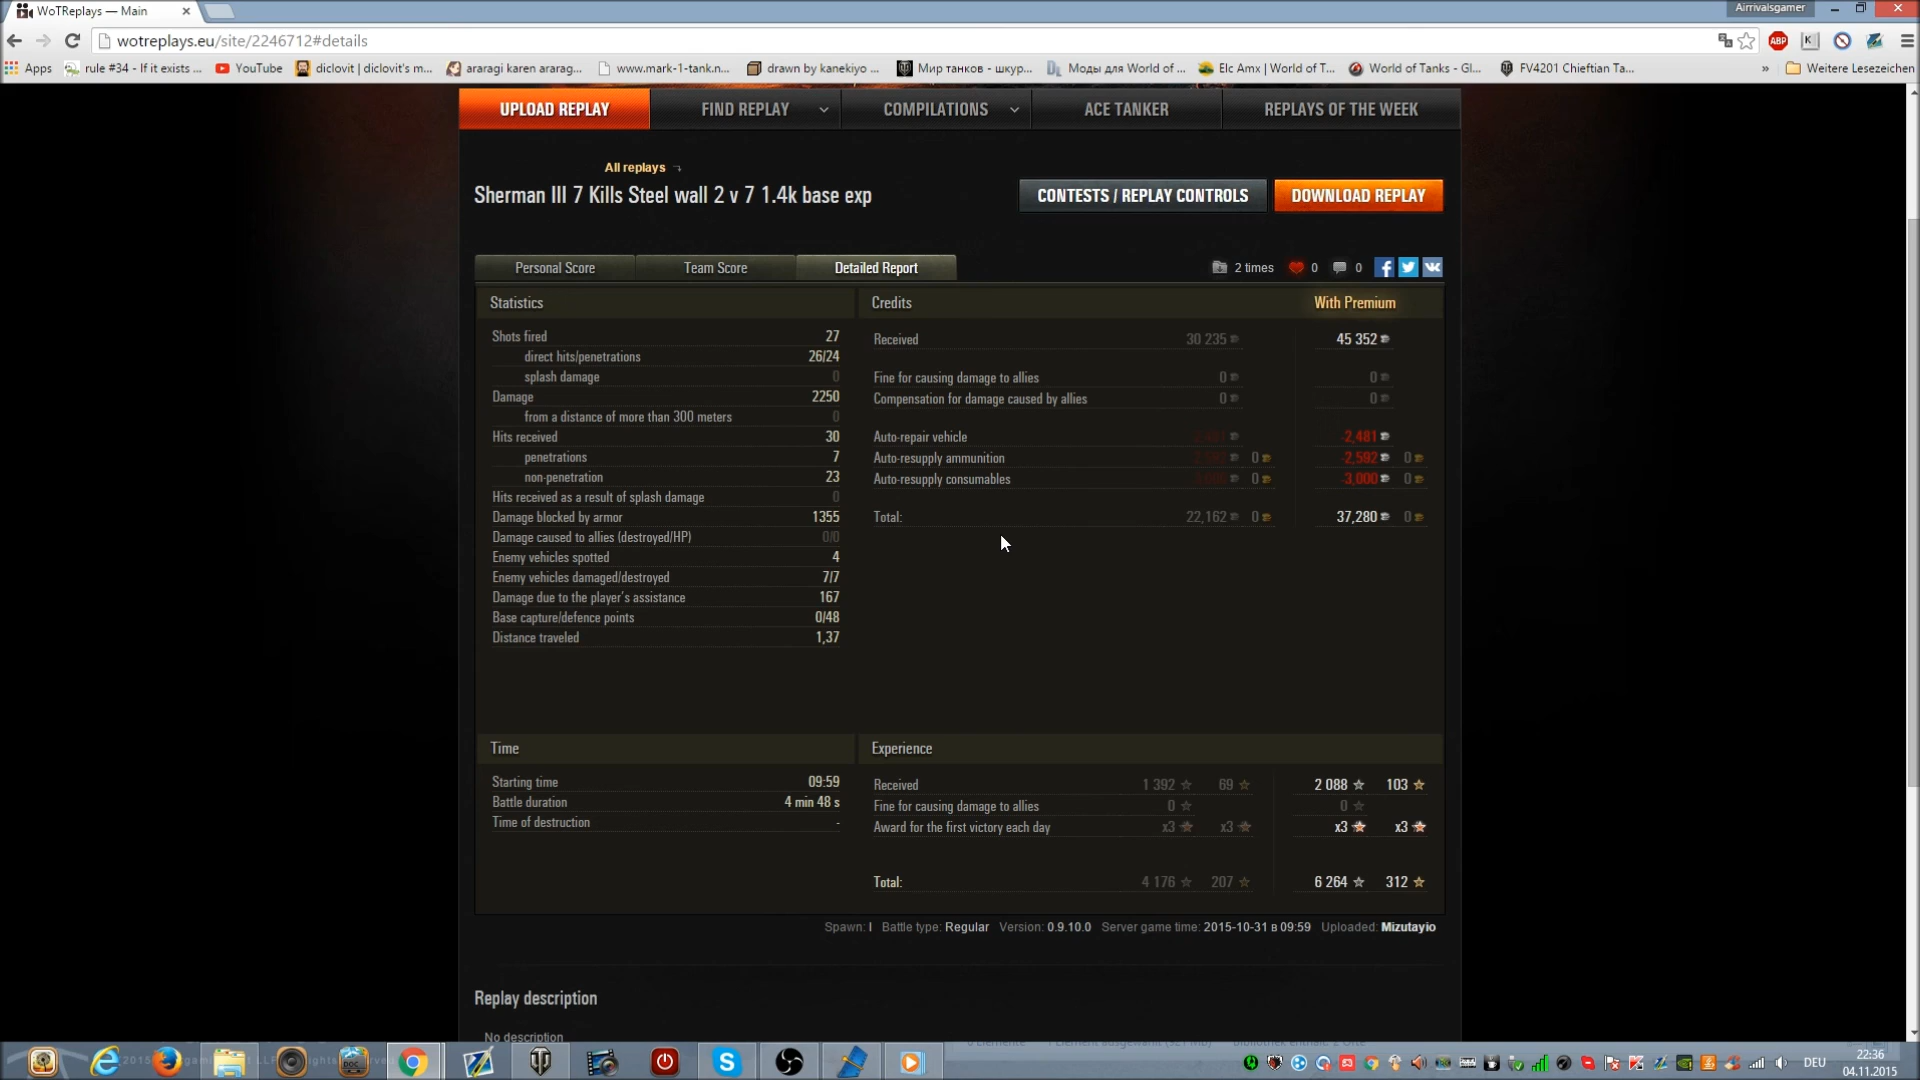 WoTReplays — Main
Airrivalsgamer
wotreplays.eu/site/2246712#details
ABP
Apps
rule #34 - If it exists ...
YouTube
diclovit | diclovit's m...
araragi karen ararag...
www.mark-1-tank.n...
drawn by kanekiyo ...
Мир танков - шкур...
Моды для World of ...
Elc Amx | World of T...
World of Tanks - Gl...
FV4201 Chieftian Ta...
»
Weitere Lesezeichen
UPLOAD REPLAY
FIND REPLAY
COMPILATIONS
ACE TANKER
REPLAYS OF THE WEEK
All replays
Sherman III 7 Kills Steel wall 2 v 7 1.4k base exp
CONTESTS / REPLAY CONTROLS
DOWNLOAD REPLAY
Personal Score
Team Score
Detailed Report
2 times
0
0
Statistics
Shots fired 27
direct hits/penetrations 26/24
splash damage 0
Damage 2250
from a distance of more than 300 meters 0
Hits received 30
penetrations 7
non-penetration 23
Hits received as a result of splash damage 0
Damage blocked by armor 1355
Damage caused to allies (destroyed/HP) 0/0
Enemy vehicles spotted 4
Enemy vehicles damaged/destroyed 7/7
Damage due to the player's assistance 167
Base capture/defence points 0/48
Distance traveled 1,37
Credits With Premium
Received 30 235 45 352
Fine for causing damage to allies 0 0
Compensation for damage caused by allies 0 0
Auto-repair vehicle -2,481
Auto-resupply ammunition 0 -2,592 0
Auto-resupply consumables 0 -3,000 0
Total: 22,162 0 37,280 0
Time
Starting time 09:59
Battle duration 4 min 48 s
Time of destruction -
Experience
Received 1 392 69 2 088 103
Fine for causing damage to allies 0 0
Award for the first victory each day x3 x3 x3 x3
Total: 4 176 207 6 264 312
Spawn: I Battle type: Regular Version: 0.9.10.0 Server game time: 2015-10-31 в 09:59 Uploaded: Mizutayio
Replay description
No description
DEU
22:36
04.11.2015